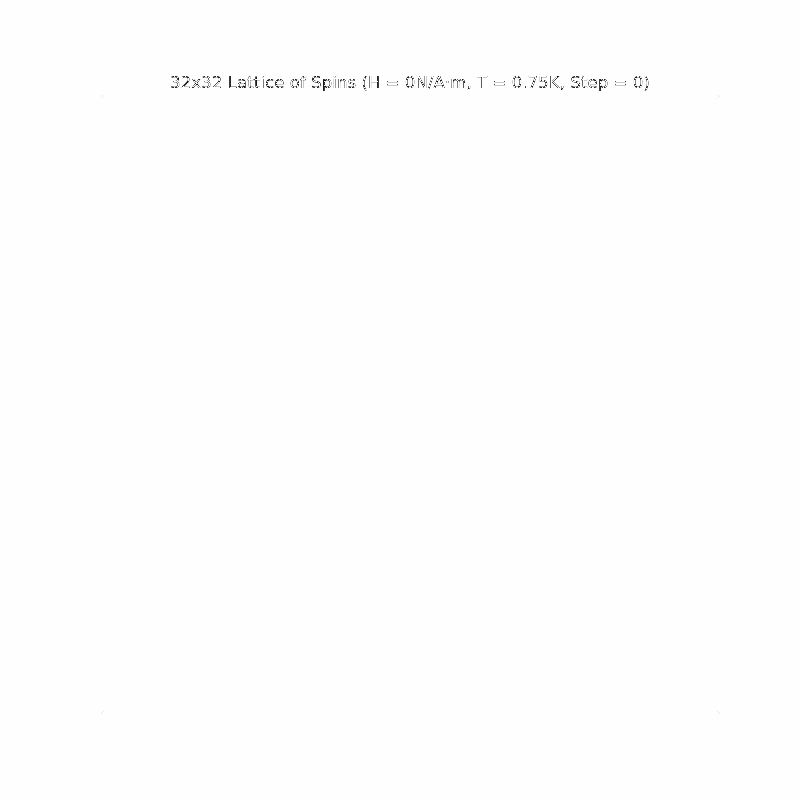 32x32 Lattice of Spins (H = 0N/A·m, T = 0.75K, Step = 0)